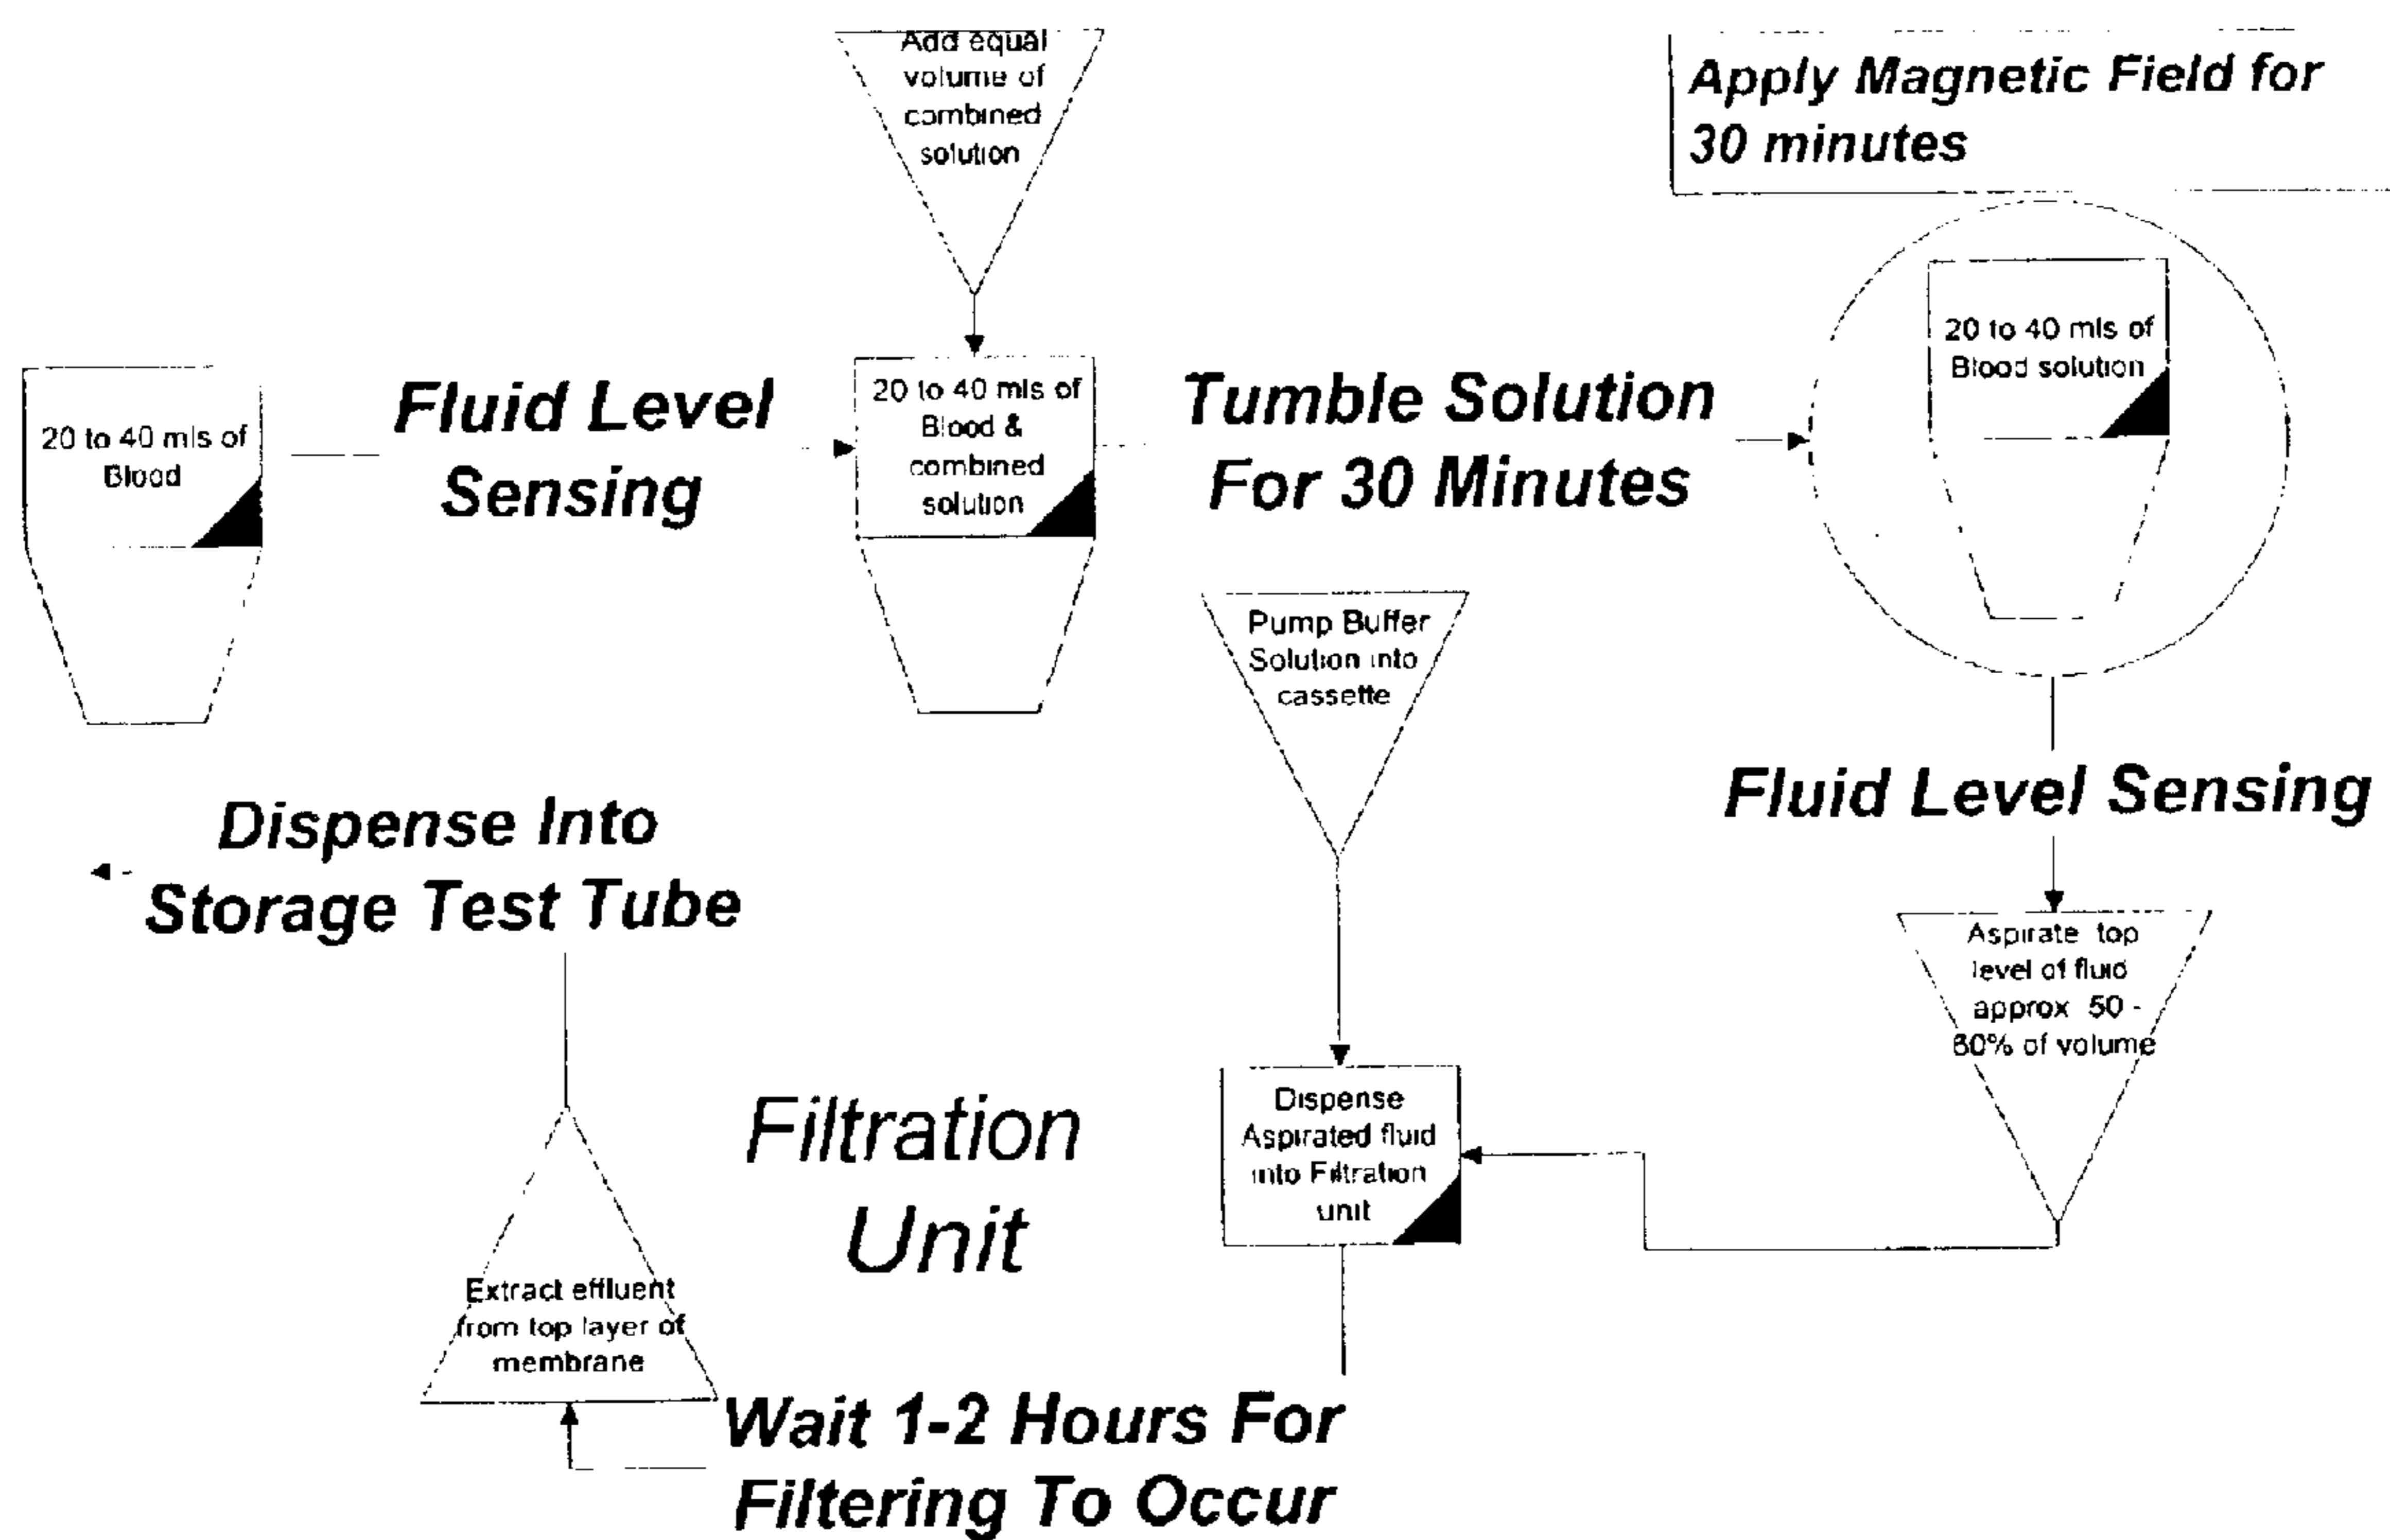 Add equal
volume of
combined
solution
Apply Magnetic Field for
30 minutes
20 to 40 mls of
Blood
Fluid Level
Sensing
20 to 40 mls of
Blood &
combined
solution
Tumble Solution
For 30 Minutes
20 to 40 mls of
Blood solution
Pump Buffer
Solution into
cassette
Fluid Level Sensing
Aspirate top
level of fluid
approx 50 -
60% of volume
Dispense
Aspirated fluid
into Filtration
unit
Filtration
Unit
Wait 1-2 Hours For
Filtering To Occur
Extract effluent
from top layer of
membrane
Dispense Into
Storage Test Tube